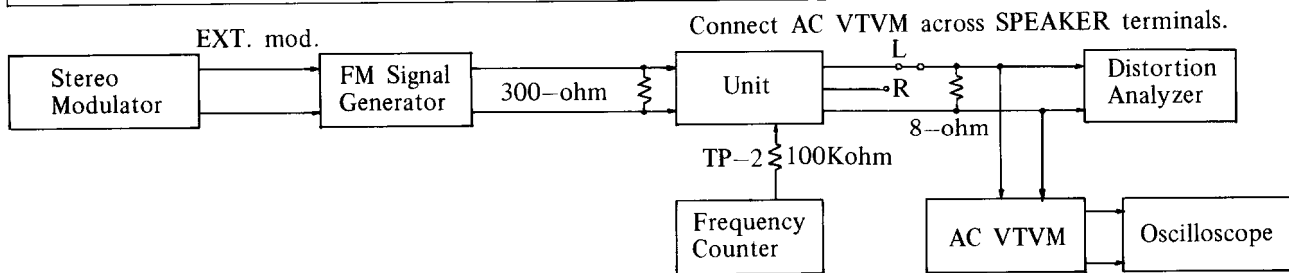 Connect AC VTVM across SPEAKER terminals.
EXT. mod.
Stereo
Modulator
FM Signal
Generator
300-ohm
Unit
L
R
8-ohm
Distortion
Analyzer
TP-2
100Kohm
Frequency
Counter
AC VTVM
Oscilloscope